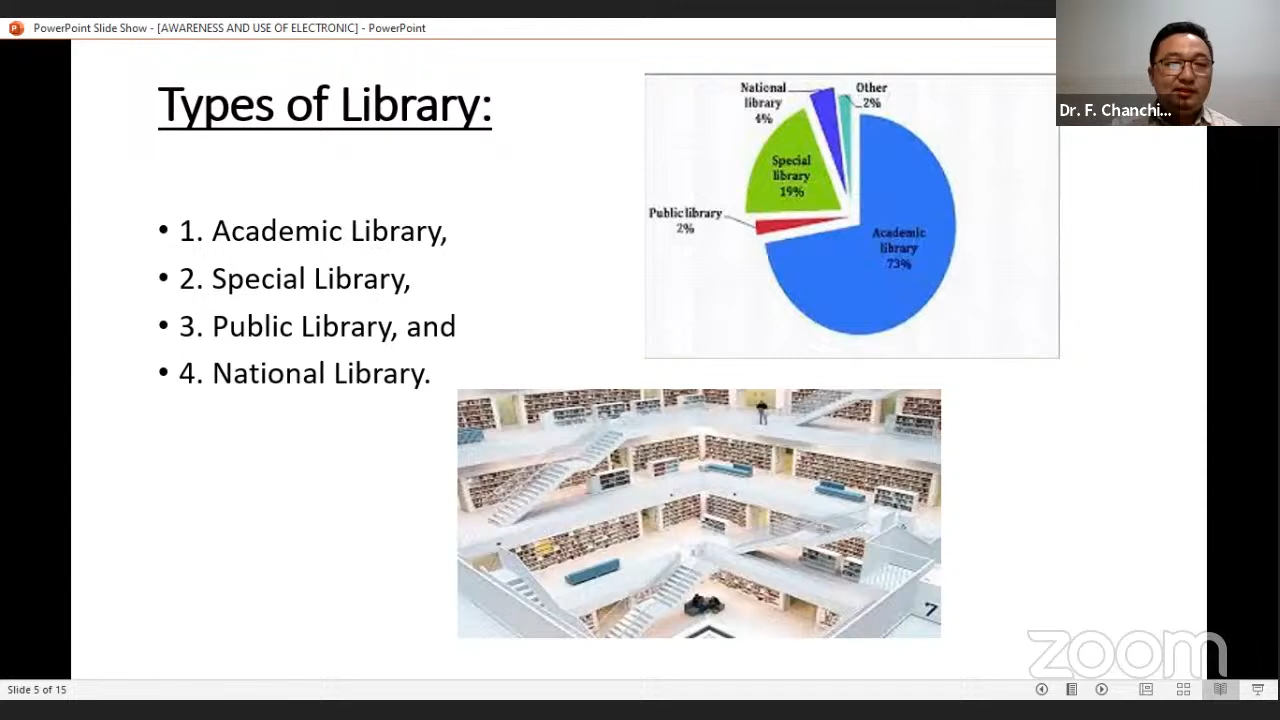 PowerPoint Slide Show - [AWARENESS AND USE OF ELECTRONIC] - PowerPoint
Dr. F. Chanchi...
Types of Library:
• 1. Academic Library,
• 2. Special Library,
• 3. Public Library, and
• 4. National Library.
National
library
4%
Other
2%
Special
library
19%
Public library
2%
Academic
library
73%
7
zoom
Slide 5 of 15